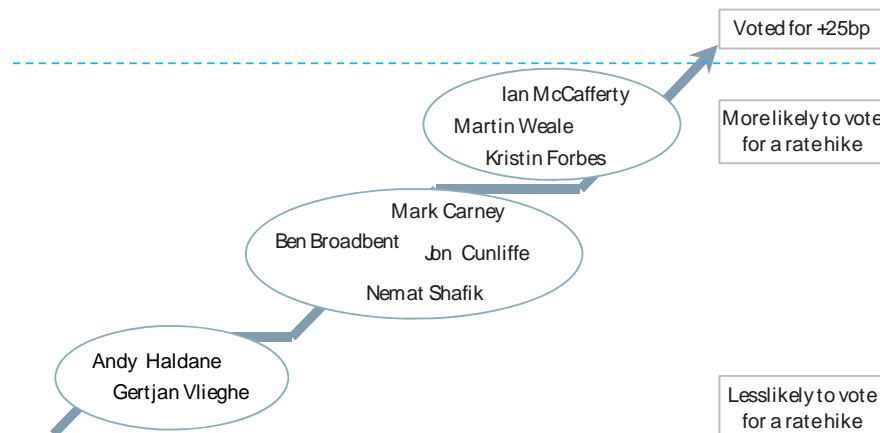 Voted for +25bp
Ian McCafferty
Martin Weale
Kristin Forbes
More likely to vote
for a rate hike
Mark Carney
Ben Broadbent
Jon Cunliffe
Nemat Shafik
Andy Haldane
Gertjan Vlieghe
Less likely to vote
for a rate hike